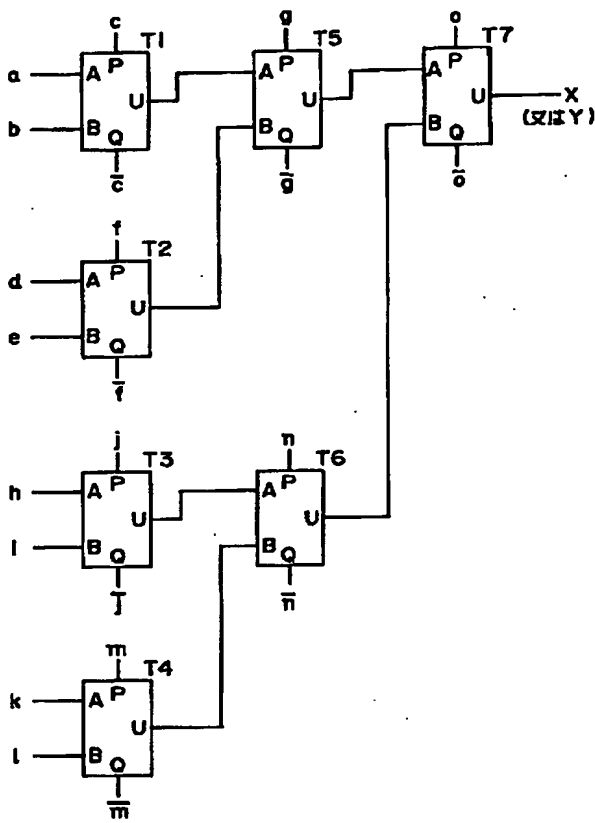 c
T1
a
A
P
U
b
B
Q
c̄
g
T5
A
P
U
B
Q
ḡ
o
T7
A
P
U
X
B
Q
(又はY)
ō
f
T2
d
A
P
U
e
B
Q
f̄
j
T3
h
A
P
U
i
B
Q
j̄
n
T6
A
P
U
B
Q
n̄
m
T4
k
A
P
U
l
B
Q
m̄